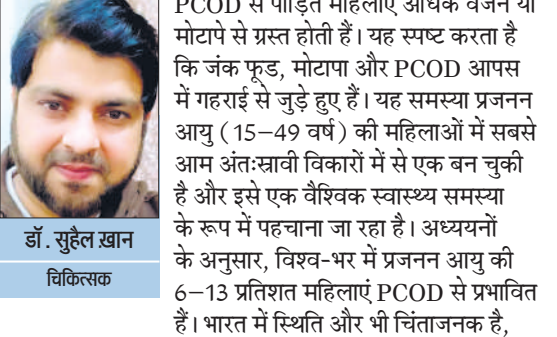 PCOD से पीड़ित महिलाएं अधिक वजन या
मोटापे से ग्रस्त होती हैं। यह स्पष्ट करता है
कि जंक फूड, मोटापा और PCOD आपस
में गहराई से जुड़े हुए हैं। यह समस्या प्रजनन
आयु (15–49 वर्ष) की महिलाओं में सबसे
आम अंतःस्रावी विकारों में से एक बन चुकी
है और इसे एक वैश्विक स्वास्थ्य समस्या
के रूप में पहचाना जा रहा है। अध्ययनों
के अनुसार, विश्व-भर में प्रजनन आयु की
6–13 प्रतिशत महिलाएं PCOD से प्रभावित
हैं। भारत में स्थिति और भी चिंताजनक है,
डॉ. सुहैल ख़ान
चिकित्सक